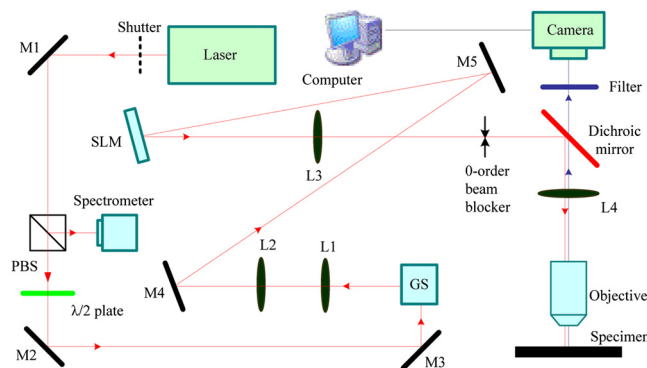 Shutter
M1
Laser
Camera
Computer
M5
Filter
SLM
L3
Dichroic
mirror
0-order
beam
blocker
Spectrometer
L4
PBS
L2
L1
M4
GS
λ/2 plate
Objective
M2
M3
Specimen